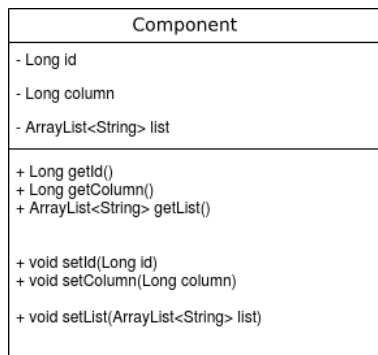 Component
- Long id
- Long column
- ArrayList<String> list
+ Long getId()
+ Long getColumn()
+ ArrayList<String> getList()
+ void setId(Long id)
+ void setColumn(Long column)
+ void setList(ArrayList<String> list)